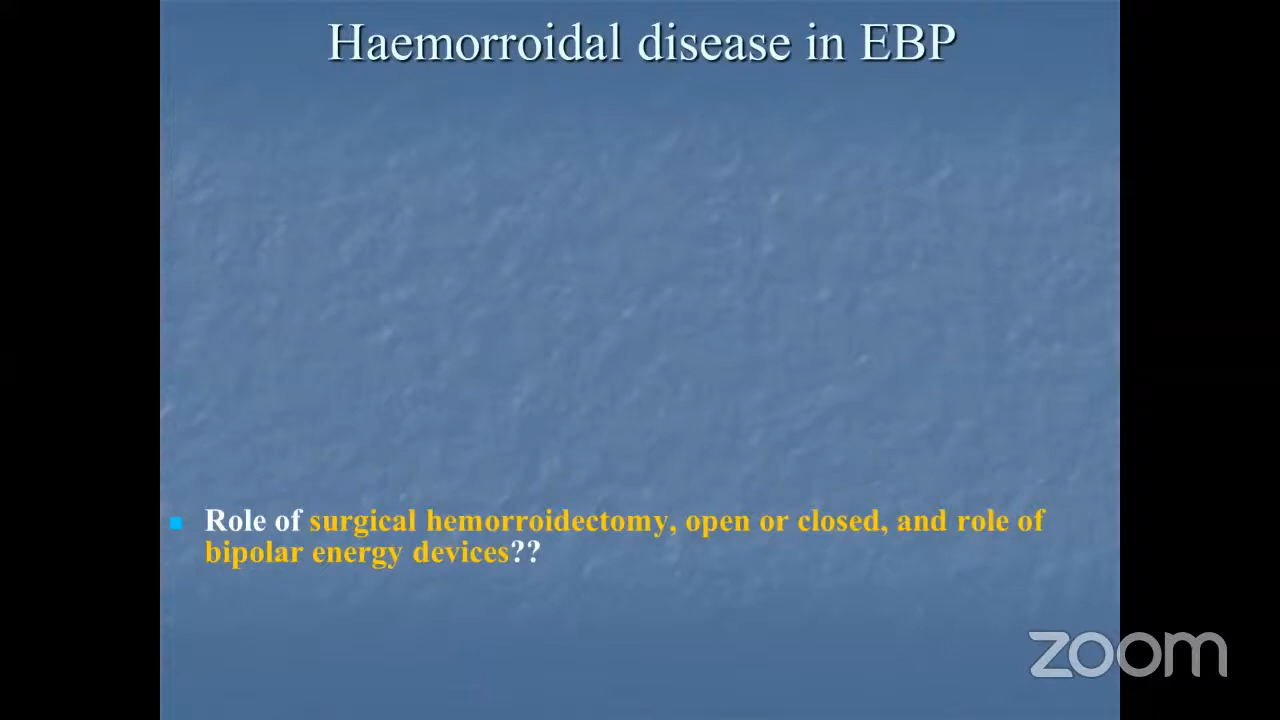 Haemorroidal disease in EBP
Role of surgical hemorroidectomy, open or closed, and role of
bipolar energy devices??
zoom